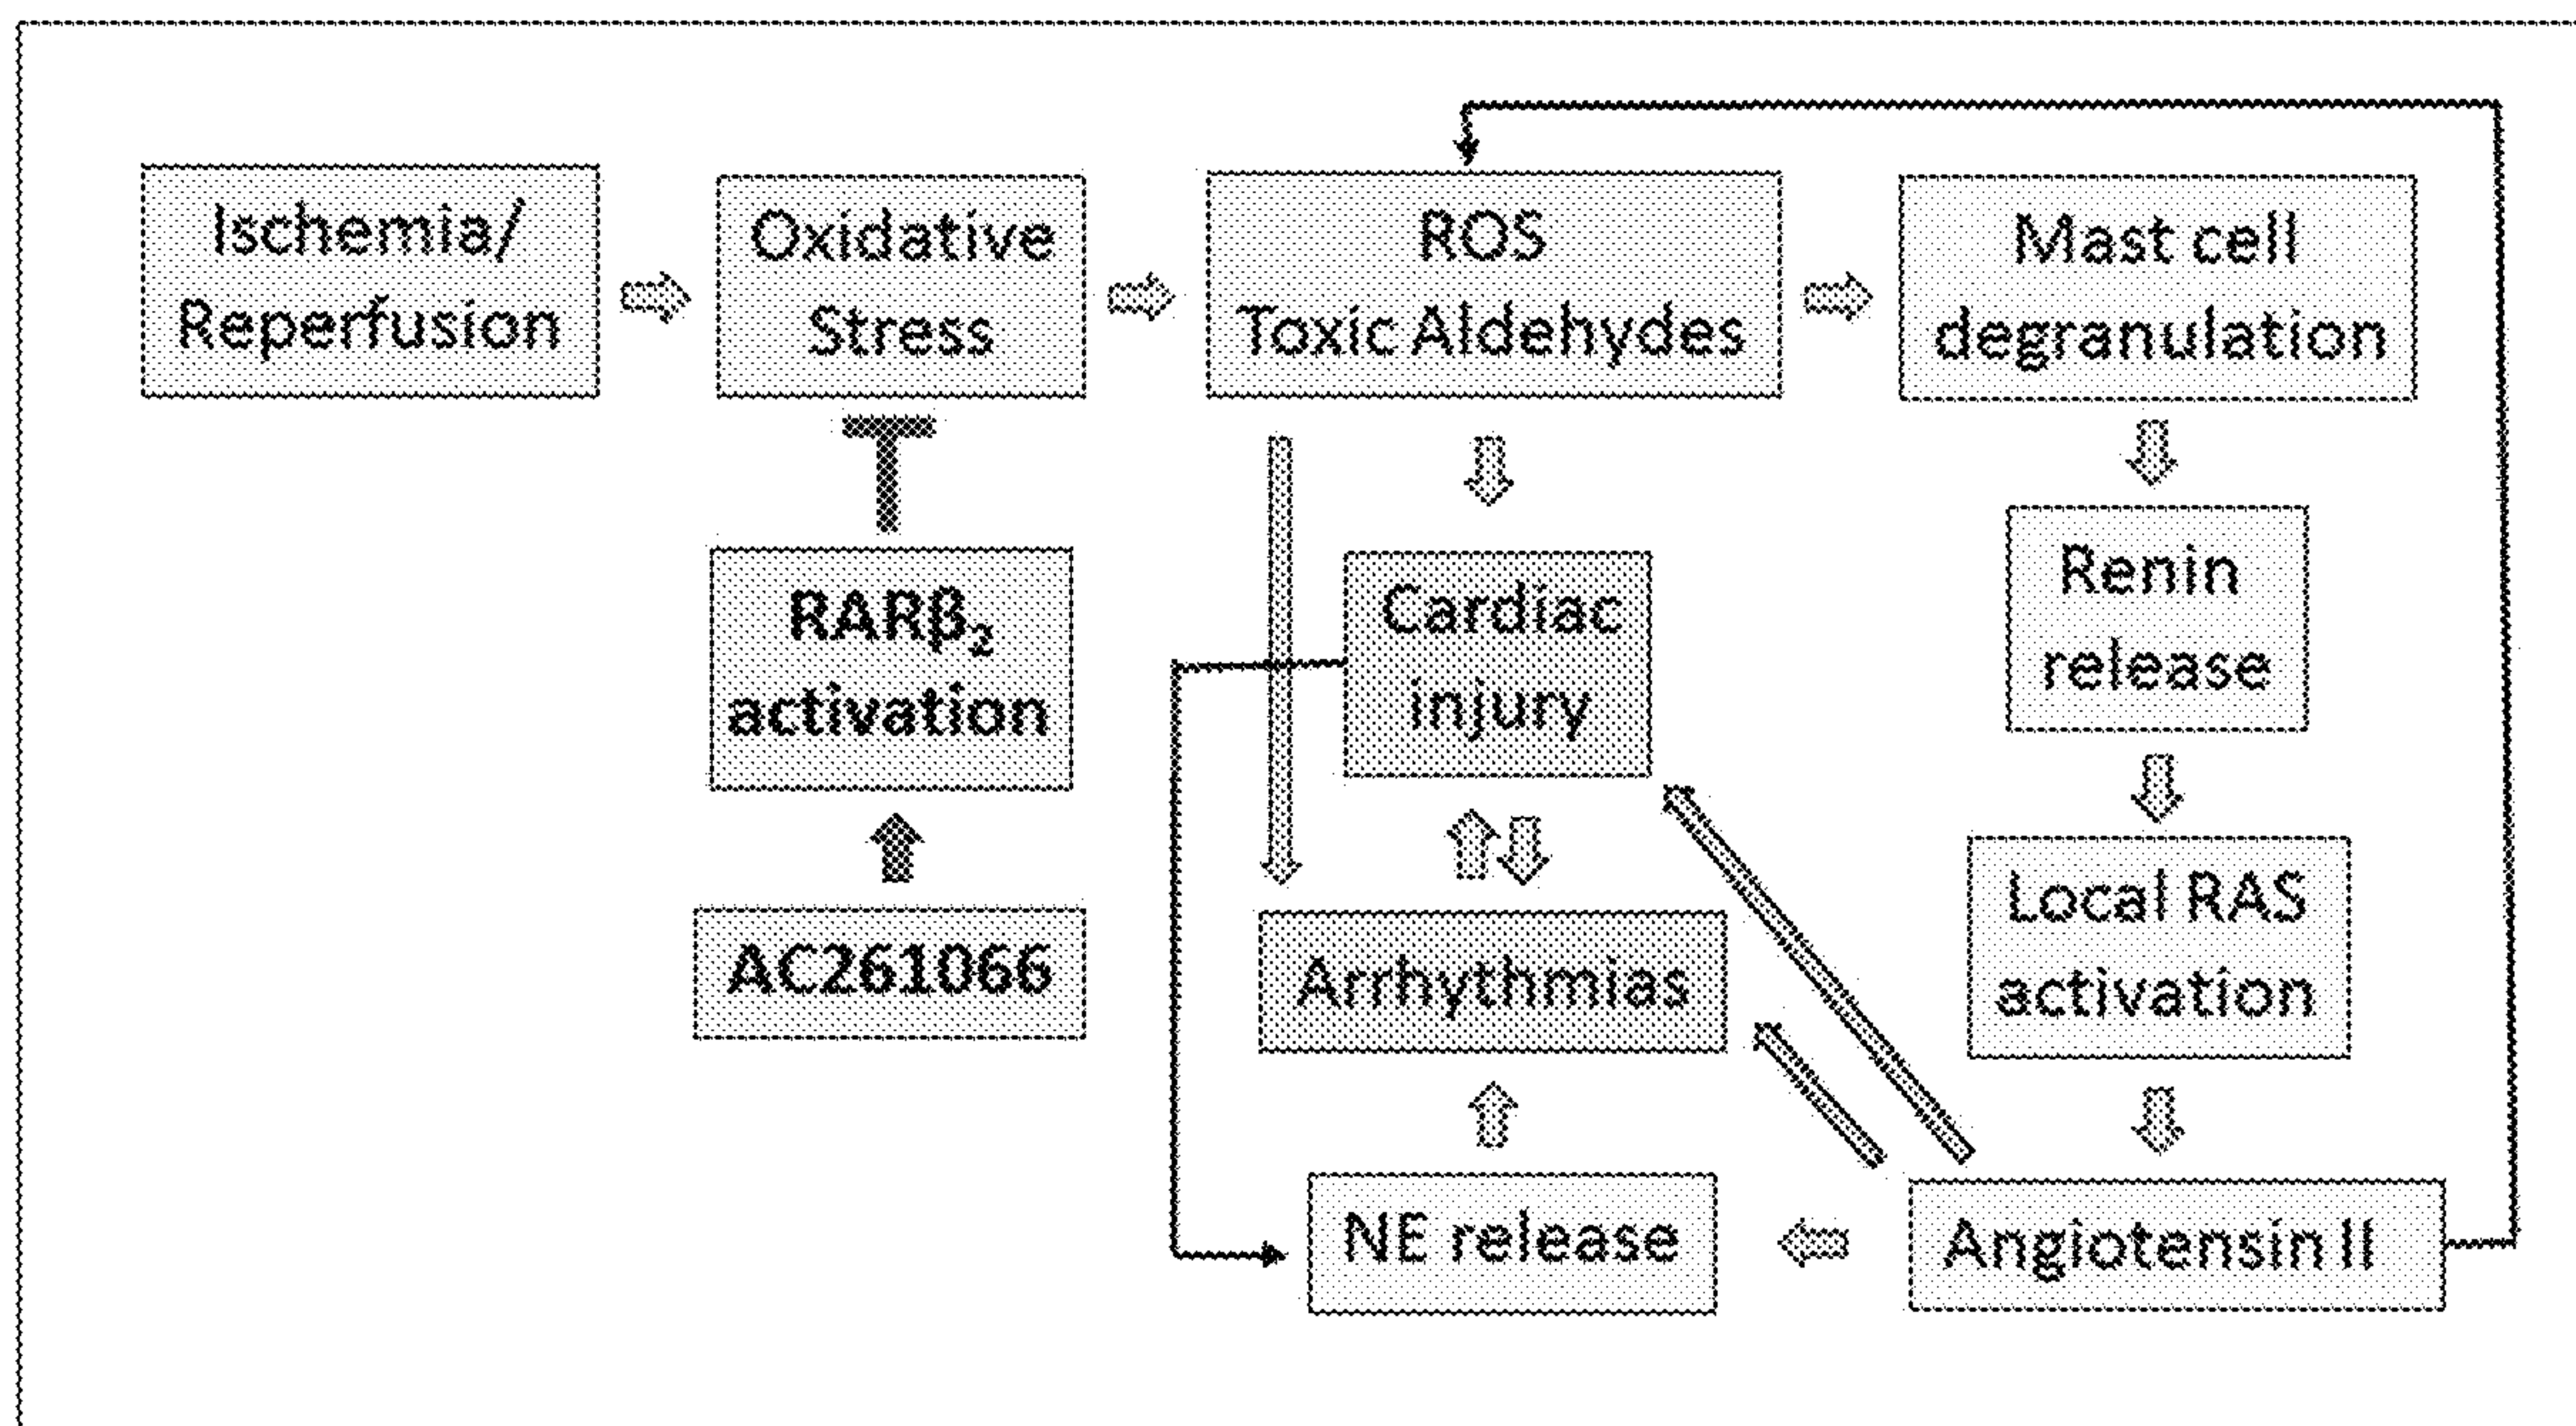 Ischemia/
Reperfusion
Oxidative
Stress
ROS
Toxic Aldehydes
Mast cell
degranulation
RARβ₂
activation
Cardiac
injury
Renin
release
AC261066
Arrhythmias
Local RAS
activation
NE release
Angiotensin II